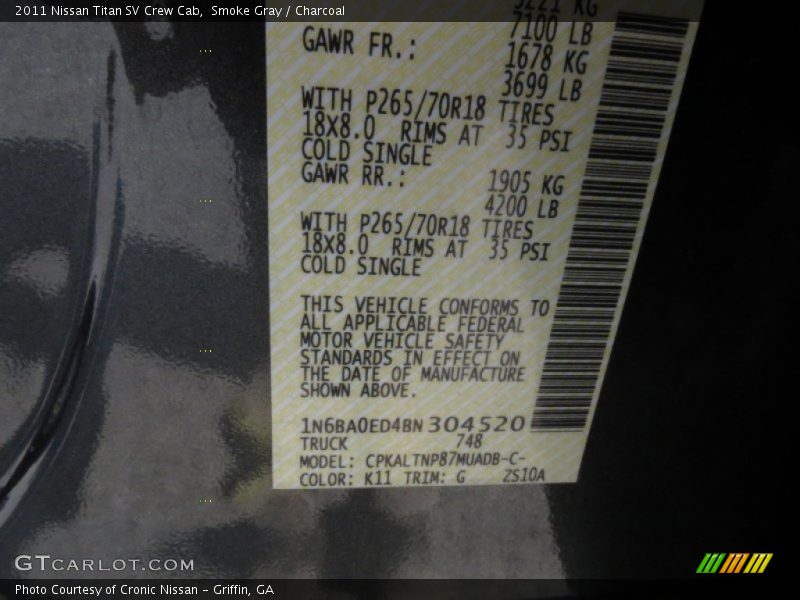 2011 Nissan Titan SV Crew Cab, Smoke Gray / Charcoal
3221 KG
7100 LB
GAWR FR.: 1678 KG
3699 LB
WITH P265/70R18 TIRES
18X8.0 RIMS AT 35 PSI
COLD SINGLE
GAWR RR.: 1905 KG
4200 LB
WITH P265/70R18 TIRES
18X8.0 RIMS AT 35 PSI
COLD SINGLE
THIS VEHICLE CONFORMS TO
ALL APPLICABLE FEDERAL
MOTOR VEHICLE SAFETY
STANDARDS IN EFFECT ON
THE DATE OF MANUFACTURE
SHOWN ABOVE.
1N6BA0ED4BN304520
TRUCK 748
MODEL: CPKALTNP87MUADB-C-
COLOR: K11 TRIM: G ZS10A
GTCARLOT.COM
Photo Courtesy of Cronic Nissan - Griffin, GA